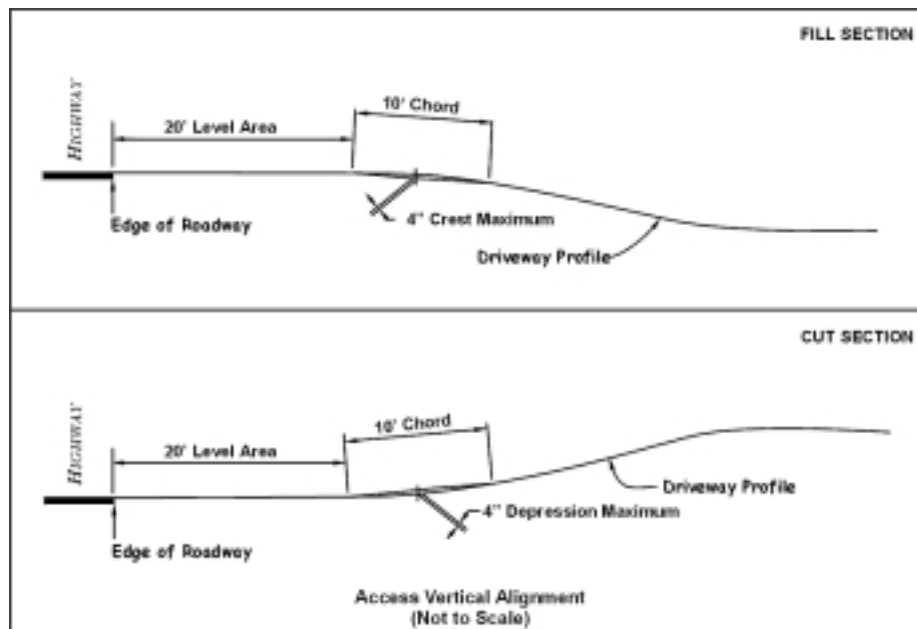 FILL SECTION
HIGHWAY
10' Chord
20' Level Area
Edge of Roadway
4" Crest Maximum
Driveway Profile
CUT SECTION
HIGHWAY
10' Chord
20' Level Area
Driveway Profile
4" Depression Maximum
Edge of Roadway
Access Vertical Alignment
(Not to Scale)